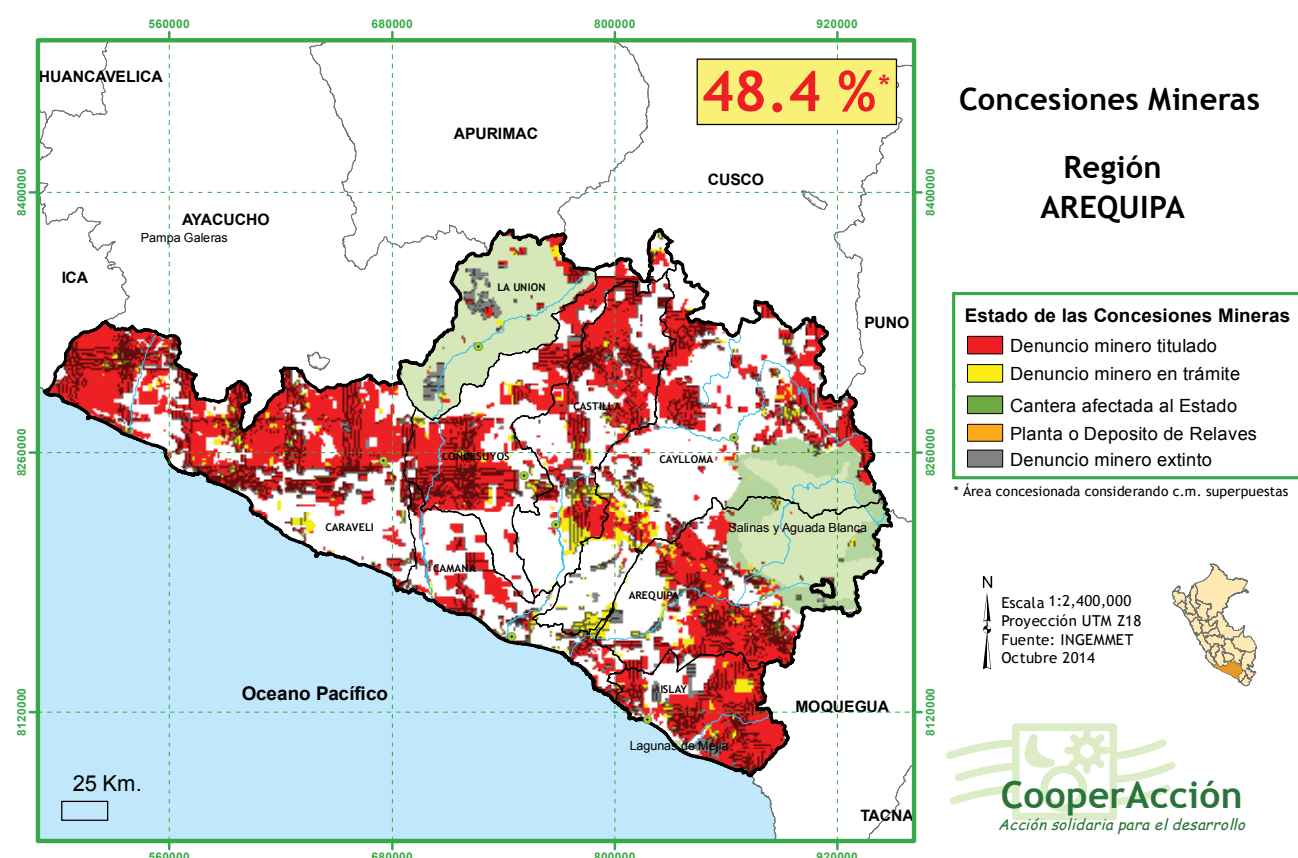 560000
680000
800000
920000
HUANCAVELICA
48.4 %*
APURIMAC
CUSCO
8400000
8400000
AYACUCHO
Pampa Galeras
ICA
LA UNION
PUNO
CASTILLA
CONDESUYOS
CAYLLOMA
8260000
8260000
CARAVELI
Salinas y Aguada Blanca
CAMANA
AREQUIPA
Oceano Pacífico
ISLAY
MOQUEGUA
8120000
8120000
Lagunas de Mejia
25 Km.
TACNA
560000
680000
800000
920000
Concesiones Mineras
Región
AREQUIPA
Estado de las Concesiones Mineras
Denuncio minero titulado
Denuncio minero en trámite
Cantera afectada al Estado
Planta o Deposito de Relaves
Denuncio minero extinto
* Área concesionada considerando c.m. superpuestas
N
Escala 1:2,400,000
Proyección UTM Z18
Fuente: INGEMMET
Octubre 2014
CooperAcción
Acción solidaria para el desarrollo